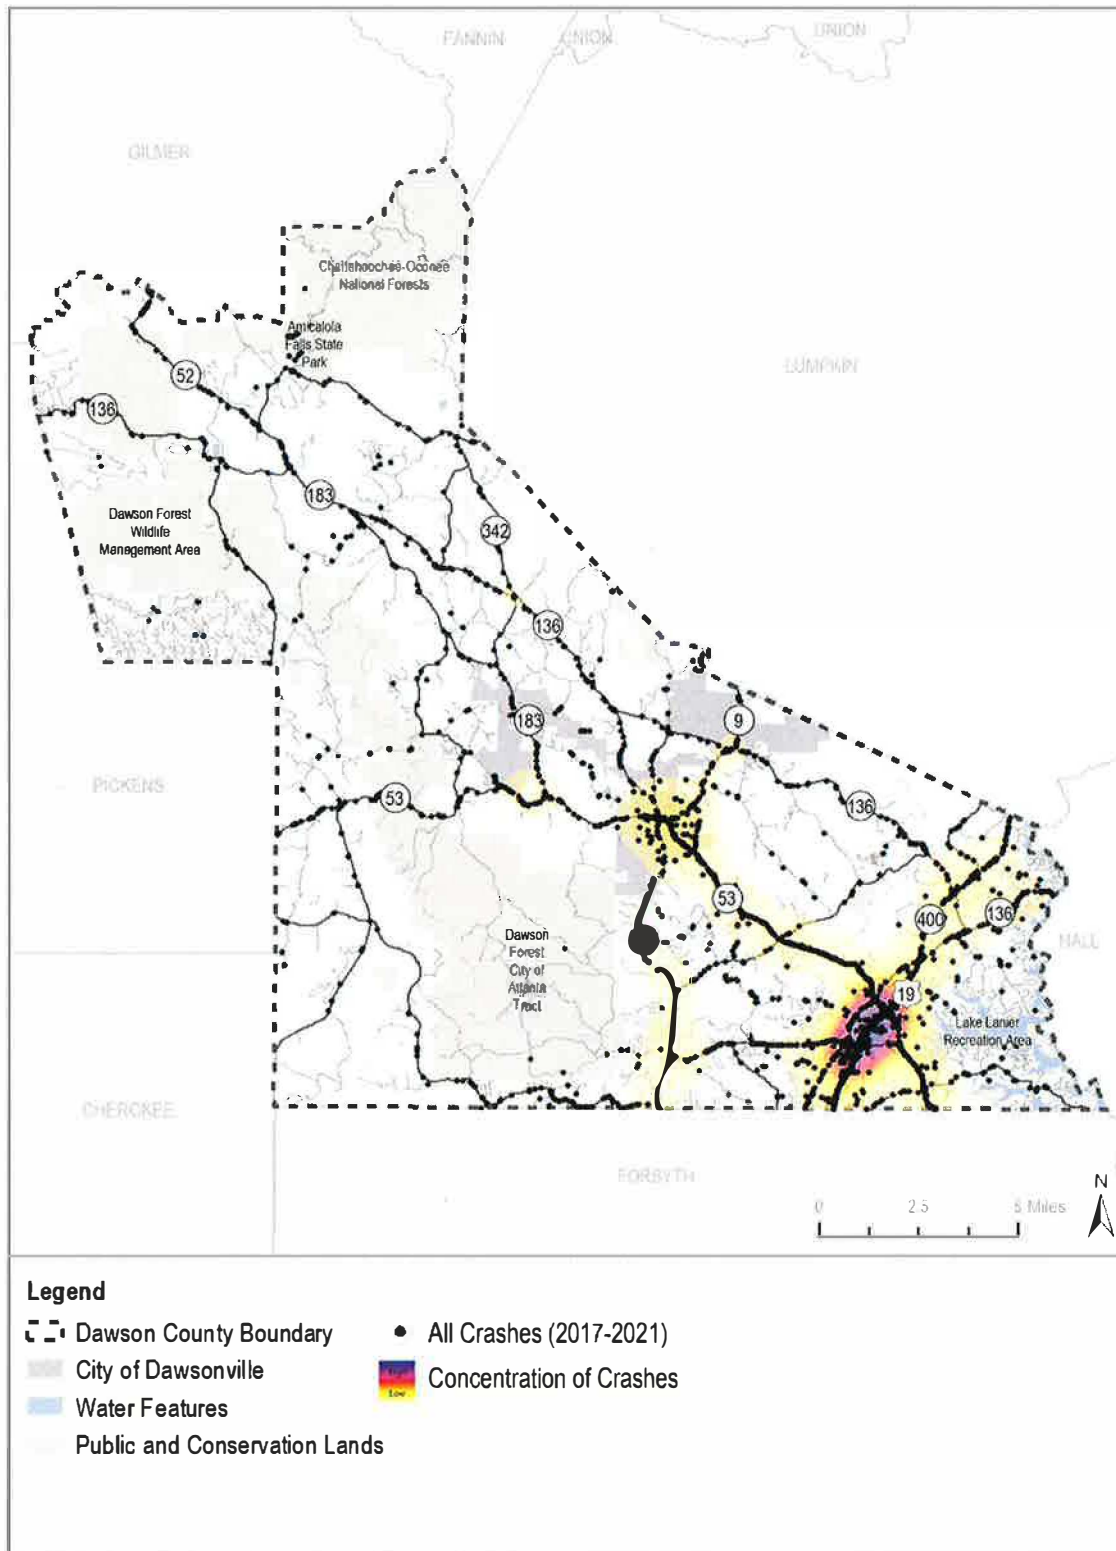 FANNIN
UNION
UNION
GILMER
Chattahoochee-Oconee
National Forests
Amicalola
Falls State
Park
LUMPKIN
52
136
183
Dawson Forest
Wildlife
Management Area
342
136
183
9
PICKENS
53
136
53
400
136
HALL
Dawson
Forest
City of
Atlanta
Tract
19
Lake Lanier
Recreation Area
CHEROKEE
FORSYTH
N
0 2.5 5 Miles
Legend
Dawson County Boundary
All Crashes (2017-2021)
City of Dawsonville
High
Low
Concentration of Crashes
Water Features
Public and Conservation Lands